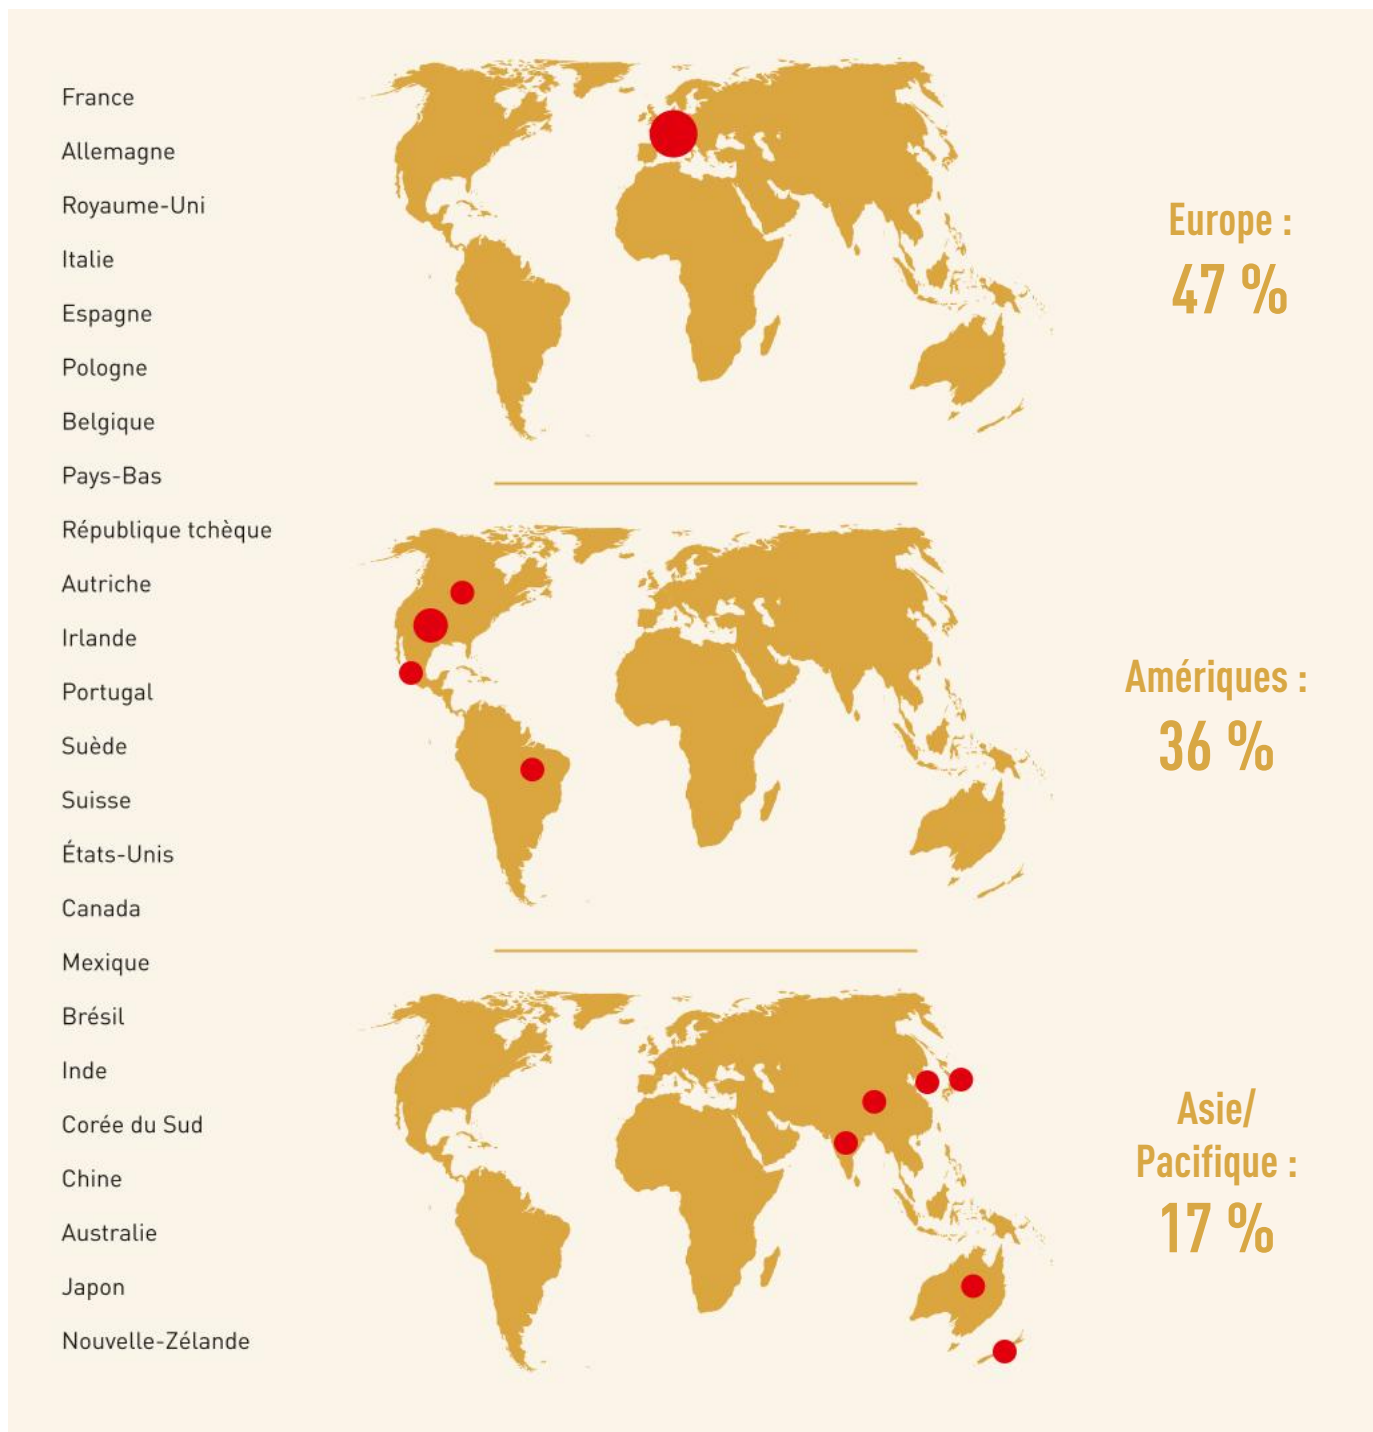 France
Allemagne
Royaume-Uni
Italie
Espagne
Pologne
Belgique
Pays-Bas
République tchèque
Autriche
Irlande
Portugal
Suède
Suisse
États-Unis
Canada
Mexique
Brésil
Inde
Corée du Sud
Chine
Australie
Japon
Nouvelle-Zélande
Europe :
47 %
Amériques :
36 %
Asie/
Pacifique :
17 %